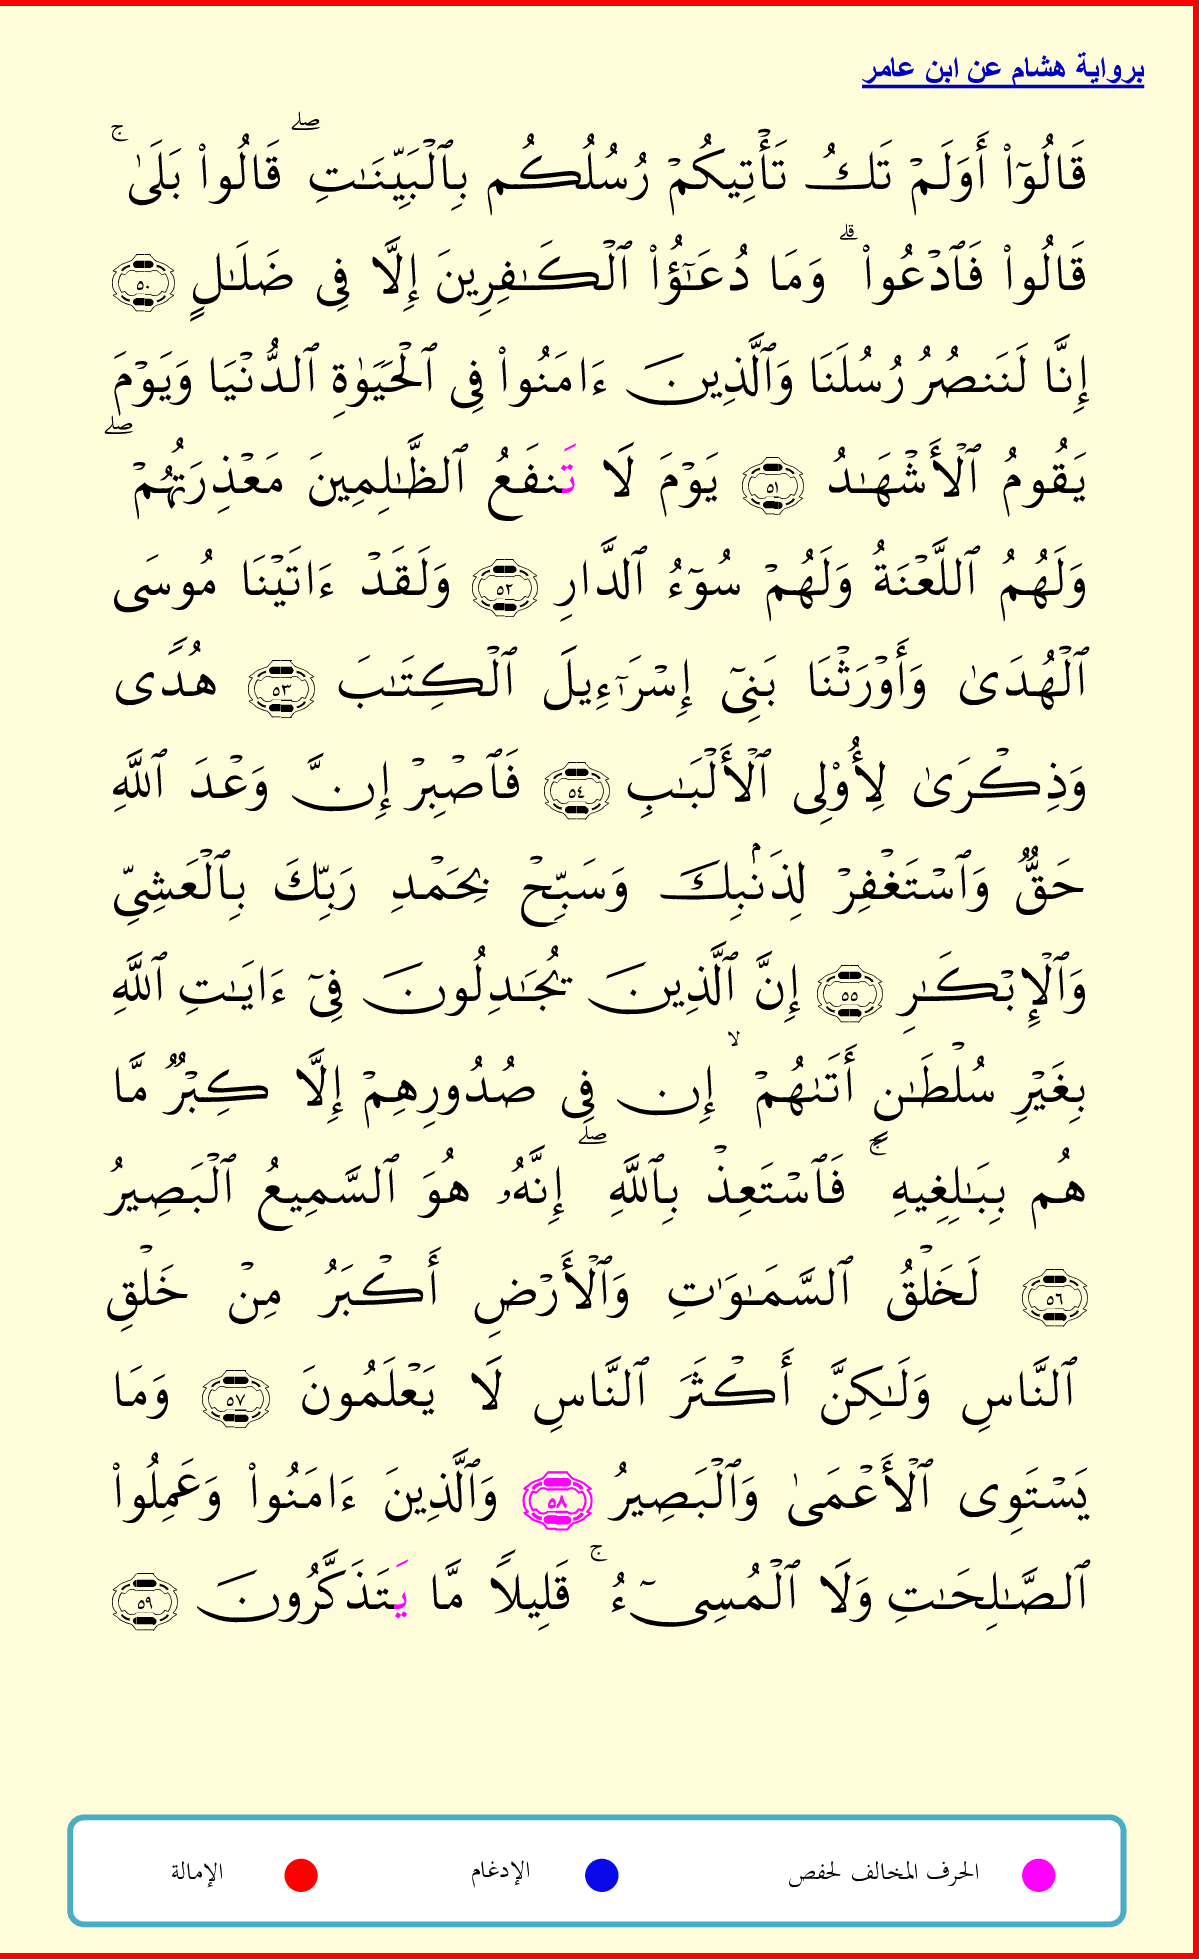 برواية هشام عن ابن عامر
قَالُوٓا۟ أَوَلَمْ تَكُ تَأْتِيكُمْ رُسُلُكُم بِٱلْبَيِّنَـٰتِ ۖ قَالُوا۟ بَلَىٰ ۚ
قَالُوا۟ فَٱدْعُوا۟ ۗ وَمَا دُعَـٰٓؤُا۟ ٱلْكَـٰفِرِينَ إِلَّا فِى ضَلَـٰلٍ ٥٠
إِنَّا لَنَنصُرُ رُسُلَنَا وَٱلَّذِينَ ءَامَنُوا۟ فِى ٱلْحَيَوٰةِ ٱلدُّنْيَا وَيَوْمَ
يَقُومُ ٱلْأَشْهَـٰدُ ٥١ يَوْمَ لَا تَنفَعُ ٱلظَّـٰلِمِينَ مَعْذِرَتُهُمْ ۖ
وَلَهُمُ ٱللَّعْنَةُ وَلَهُمْ سُوٓءُ ٱلدَّارِ ٥٢ وَلَقَدْ ءَاتَيْنَا مُوسَى
ٱلْهُدَىٰ وَأَوْرَثْنَا بَنِىٓ إِسْرَٰٓءِيلَ ٱلْكِتَـٰبَ ٥٣ هُدًى
وَذِكْرَىٰ لِأُو۟لِى ٱلْأَلْبَـٰبِ ٥٤ فَٱصْبِرْ إِنَّ وَعْدَ ٱللَّهِ
حَقٌّ وَٱسْتَغْفِرْ لِذَنۢبِكَ وَسَبِّحْ بِحَمْدِ رَبِّكَ بِٱلْعَشِىِّ
وَٱلْإِبْكَـٰرِ ٥٥ إِنَّ ٱلَّذِينَ يُجَـٰدِلُونَ فِىٓ ءَايَـٰتِ ٱللَّهِ
بِغَيْرِ سُلْطَـٰنٍ أَتَىٰهُمْ ۙ إِن فِى صُدُورِهِمْ إِلَّا كِبْرٌ مَّا
هُم بِبَـٰلِغِيهِ ۚ فَٱسْتَعِذْ بِٱللَّهِ ۖ إِنَّهُۥ هُوَ ٱلسَّمِيعُ ٱلْبَصِيرُ
٥٦ لَخَلْقُ ٱلسَّمَـٰوَٰتِ وَٱلْأَرْضِ أَكْبَرُ مِنْ خَلْقِ
ٱلنَّاسِ وَلَـٰكِنَّ أَكْثَرَ ٱلنَّاسِ لَا يَعْلَمُونَ ٥٧ وَمَا
يَسْتَوِى ٱلْأَعْمَىٰ وَٱلْبَصِيرُ ٥٨ وَٱلَّذِينَ ءَامَنُوا۟ وَعَمِلُوا۟
ٱلصَّـٰلِحَـٰتِ وَلَا ٱلْمُسِىٓءُ ۚ قَلِيلًا مَّا يَتَذَكَّرُونَ ٥٩
الحرف المخالف لحفص الإدغام الإمالة